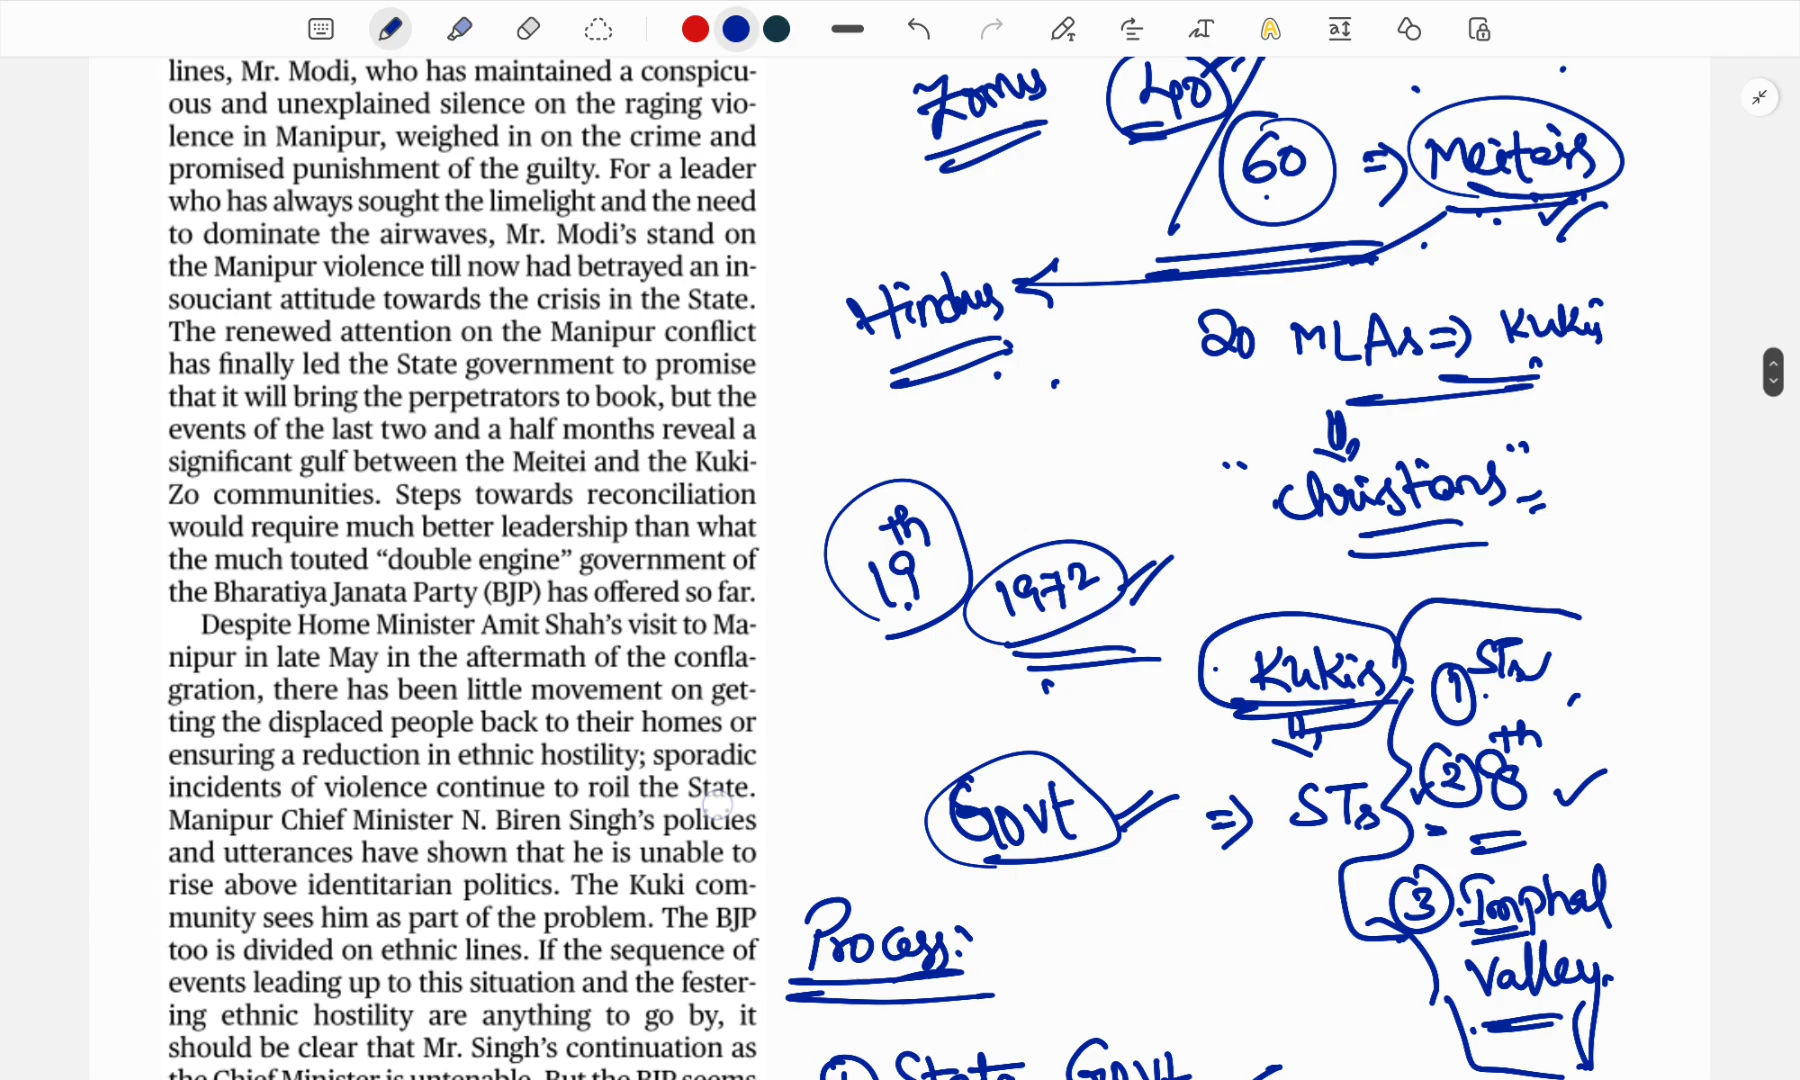 lines, Mr. Modi, who has maintained a conspicu-
ous and unexplained silence on the raging vio-
lence in Manipur, weighed in on the crime and
promised punishment of the guilty. For a leader
who has always sought the limelight and the need
to dominate the airwaves, Mr. Modi’s stand on
the Manipur violence till now had betrayed an in-
souciant attitude towards the crisis in the State.
The renewed attention on the Manipur conflict
has finally led the State government to promise
that it will bring the perpetrators to book, but the
events of the last two and a half months reveal a
significant gulf between the Meitei and the Kuki-
Zo communities. Steps towards reconciliation
would require much better leadership than what
the much touted “double engine” government of
the Bharatiya Janata Party (BJP) has offered so far.
Despite Home Minister Amit Shah’s visit to Ma-
nipur in late May in the aftermath of the confla-
gration, there has been little movement on get-
ting the displaced people back to their homes or
ensuring a reduction in ethnic hostility; sporadic
incidents of violence continue to roil the State.
Manipur Chief Minister N. Biren Singh’s policies
and utterances have shown that he is unable to
rise above identitarian politics. The Kuki com-
munity sees him as part of the problem. The BJP
too is divided on ethnic lines. If the sequence of
events leading up to this situation and the fester-
ing ethnic hostility are anything to go by, it
should be clear that Mr. Singh’s continuation as
the Chief Minister is untenable. But the BJP seems
60 => Meiteis
Hindus
20 MLAs => Kukis
"Christians"
19th
1972
Kukis
① STs
② 8th
Govt => STs
③ Imphal
Valley
Process:
① State Govt